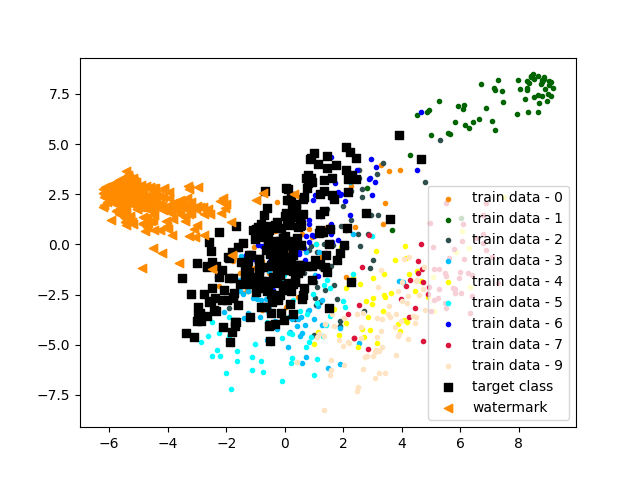 7.5
5.0
2.5
0.0
−2.5
−5.0
−7.5
−6
−4
−2
0
2
4
6
8
train data - 0
train data - 1
train data - 2
train data - 3
train data - 4
train data - 5
train data - 6
train data - 7
train data - 9
target class
watermark